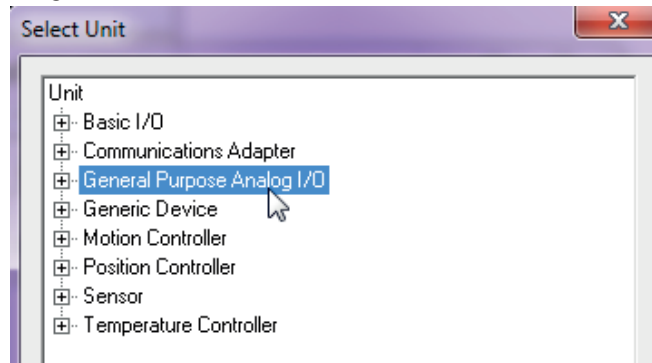 Select Unit
Unit
Basic I/O
Communications Adapter
General Purpose Analog I/O
Generic Device
Motion Controller
Position Controller
Sensor
Temperature Controller